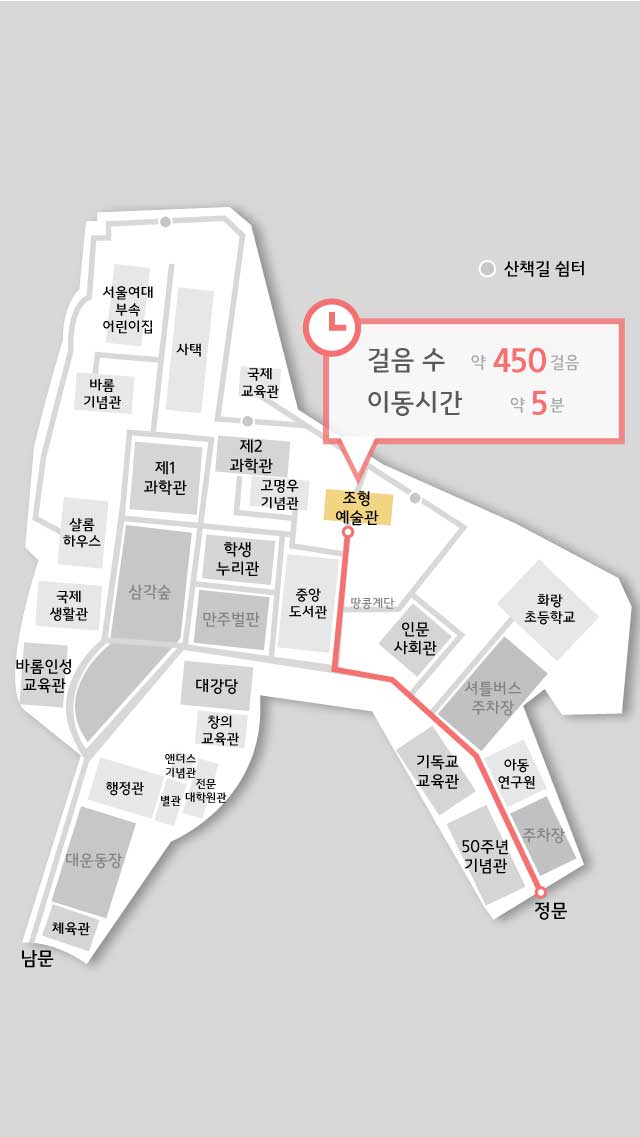 산책길 쉼터
서울여대
부속
어린이집
사택
걸음 수 약 450 걸음
이동시간 약 5 분
국제
교육관
바롬
기념관
제2
과학관
제1
과학관
고명우
기념관
조형
예술관
샬롬
하우스
학생
누리관
삼각숲
중앙
도서관
땅콩계단
화랑
초등학교
국제
생활관
만주벌판
인문
사회관
바롬인성
교육관
대강당
셔틀버스
주차장
창의
교육관
앤더스
기념관
기독교
교육관
아동
연구원
행정관
별관
전문
대학원관
대운동장
50주년
기념관
주차장
정문
체육관
남문